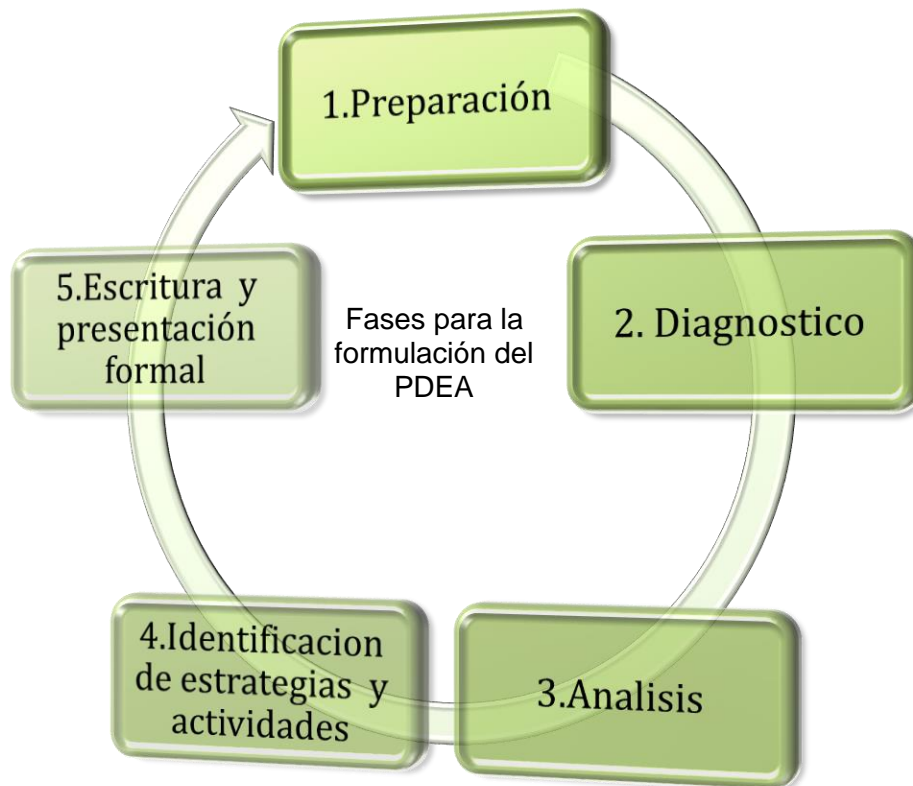 1.Preparación
2. Diagnostico
3.Analisis
4.Identificacion
de estrategias y
actividades
5.Escritura y
presentación
formal
Fases para la
formulación del
PDEA